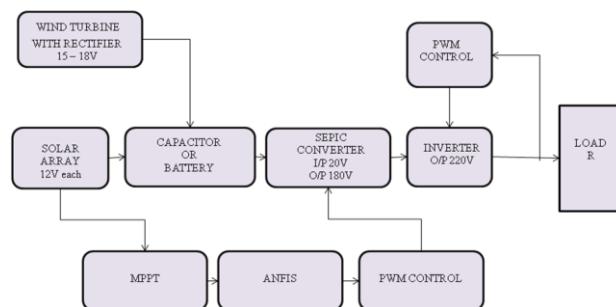 WIND TURBINE
WITH RECTIFIER
15 – 18V
PWM
CONTROL
SOLAR
ARRAY
12V each
CAPACITOR
OR
BATTERY
SEPIC
CONVERTER
I/P 20V
O/P 180V
INVERTER
O/P 220V
LOAD
R
MPPT
ANFIS
PWM CONTROL